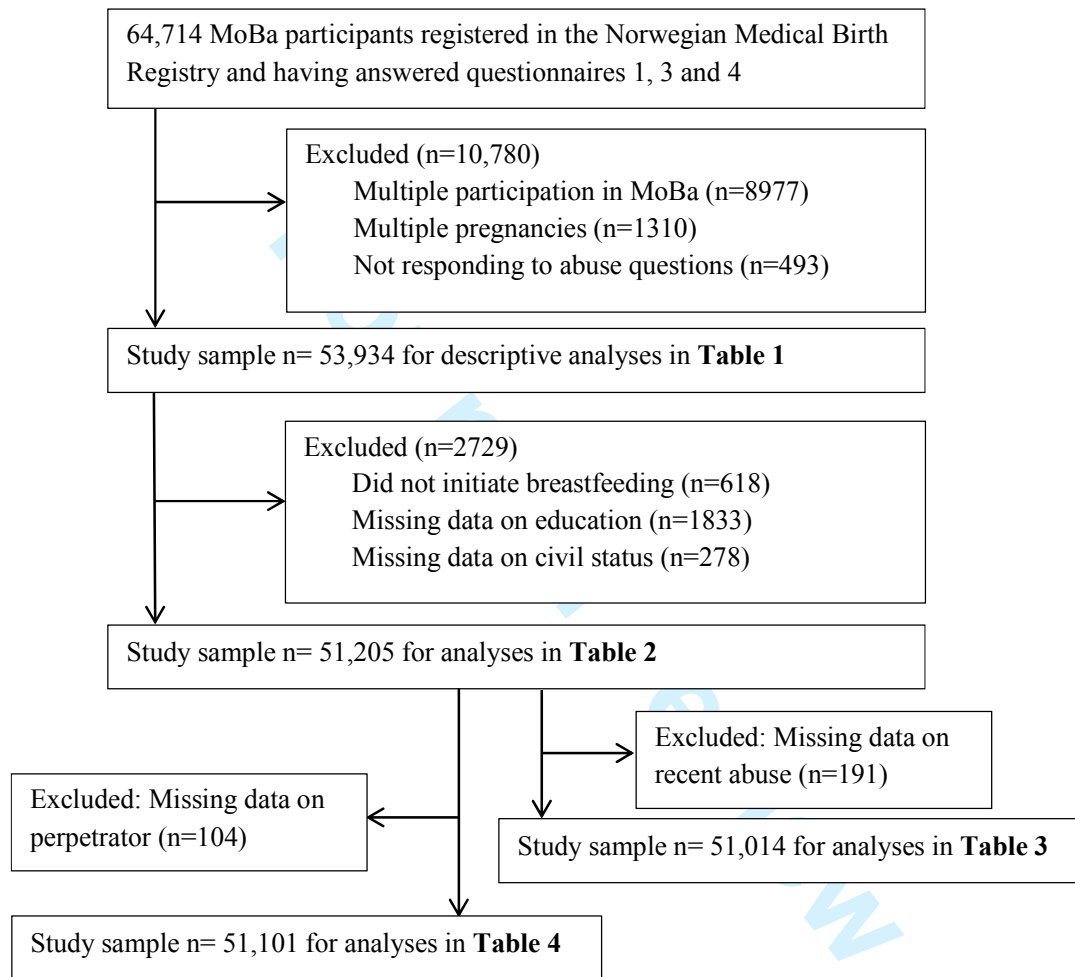 64,714 MoBa participants registered in the Norwegian Medical Birth
Registry and having answered questionnaires 1, 3 and 4
Excluded (n=10,780)
Multiple participation in MoBa (n=8977)
Multiple pregnancies (n=1310)
Not responding to abuse questions (n=493)
Study sample n= 53,934 for descriptive analyses in Table 1
Excluded (n=2729)
Did not initiate breastfeeding (n=618)
Missing data on education (n=1833)
Missing data on civil status (n=278)
Study sample n= 51,205 for analyses in Table 2
Excluded: Missing data on
recent abuse (n=191)
Excluded: Missing data on
perpetrator (n=104)
Study sample n= 51,014 for analyses in Table 3
Study sample n= 51,101 for analyses in Table 4